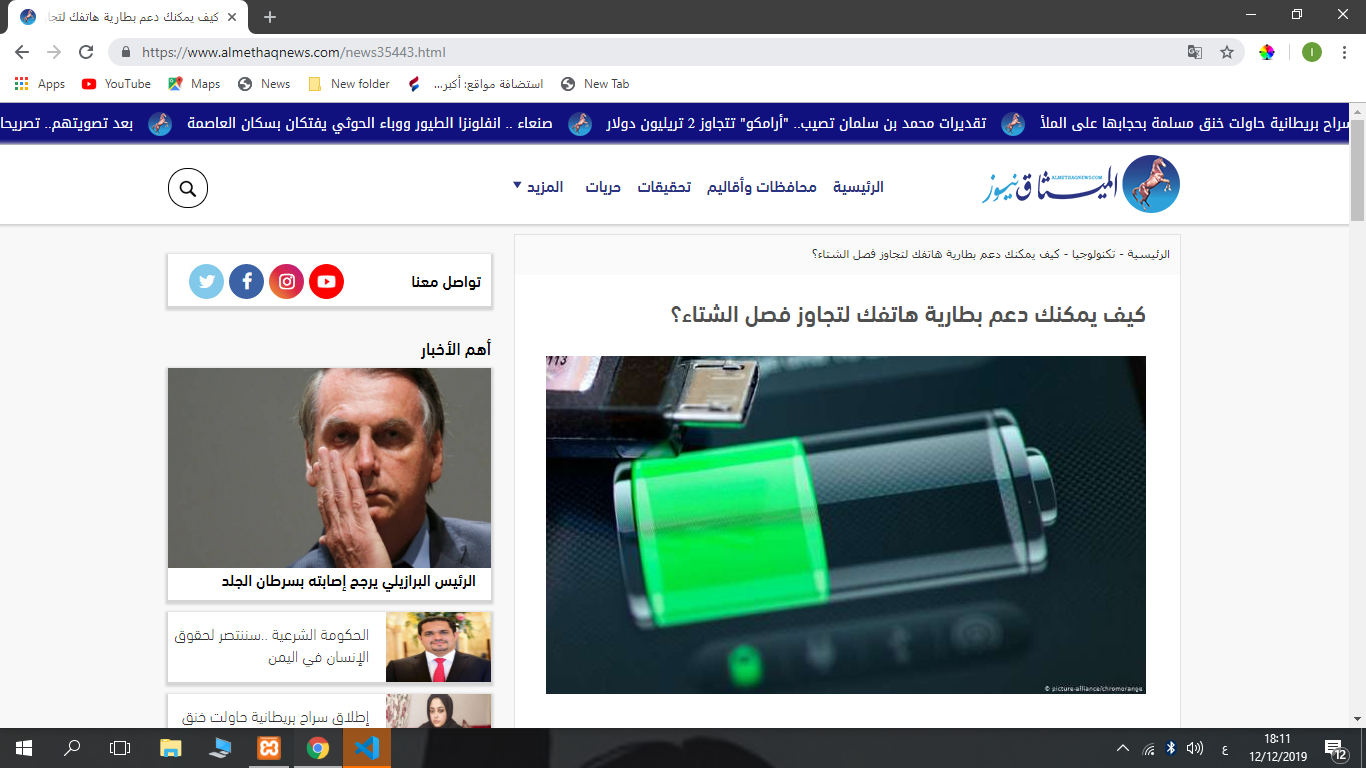 كيف يمكنك دعم بطارية هاتفك لتجاوز
https://www.almethaqnews.com/news35443.html
I
Apps
YouTube
Maps
News
New folder
استضافة مواقع: أكبر...
New Tab
سراح بريطانية حاولت خنق مسلمة بحجابها على الملأ
تقديرات محمد بن سلمان تصيب.. "أرامكو" تتجاوز 2 تريليون دولار
صنعاء .. انفلونزا الطيور ووباء الحوثي يفتكان بسكان العاصمة
بعد تصويتهم.. تصريحا
الميثاق نيوز
ALMETHAQNEWS.COM
الرئيسية
محافظات وأقاليم
تحقيقات
حريات
المزيد
الرئيسية - تكنولوجيا - كيف يمكنك دعم بطارية هاتفك لتجاوز فصل الشتاء؟
كيف يمكنك دعم بطارية هاتفك لتجاوز فصل الشتاء؟
113
© picture-alliance/chromorange
تواصل معنا
أهم الأخبار
الرئيس البرازيلي يرجح إصابته بسرطان الجلد
الحكومة الشرعية ..سننتصر لحقوق
الإنسان في اليمن
إطلاق سراح بريطانية حاولت خنق
ع
18:11
12/12/2019
12